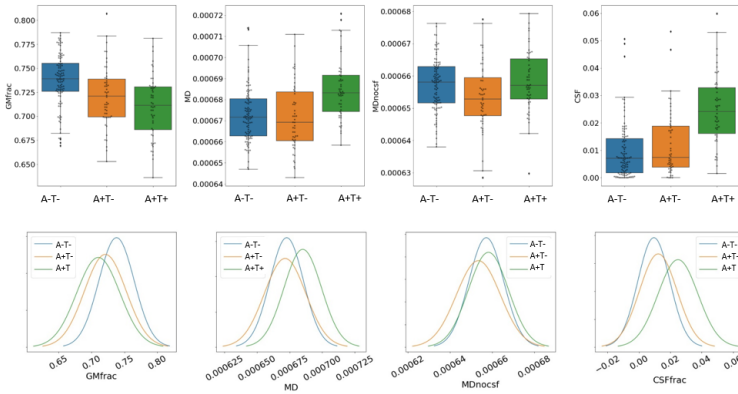 0.800
0.775
0.750
0.725
0.700
0.675
0.650
GMfrac
A-T-
A+T-
A+T+
0.00072
0.00071
0.00070
0.00069
0.00068
0.00067
0.00066
0.00065
0.00064
MD
A-T-
A+T-
A+T+
0.00068
0.00067
0.00066
0.00065
0.00064
0.00063
MDnocsf
A-T-
A+T-
A+T+
0.06
0.05
0.04
0.03
0.02
0.01
0.00
CSF
A-T-
A+T-
A+T+
A-T-
A+T-
A+T
0.65 0.70 0.75 0.80
GMfrac
A-T-
A+T-
A+T+
0.000625 0.000650 0.000675 0.000700 0.000725
MD
A-T-
A+T-
A+T
0.00062 0.00064 0.00066 0.00068
MDnocsf
A-T-
A+T-
A+T
−0.02 0.00 0.02 0.04 0.06
CSFfrac